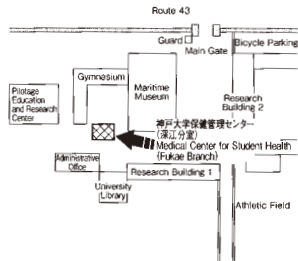 Route 43
Guard
Main Gate
Bicycle Parking
Gymnesium
Maritime
Museum
Pilotage
Education
and Research
Center
Research
Building 2
神戸大学保健管理センター
(深江分室)
Medical Center for Student Health
(Fukae Branch)
Administrative
Office
Research Building 1
University
Library
Athletic Field